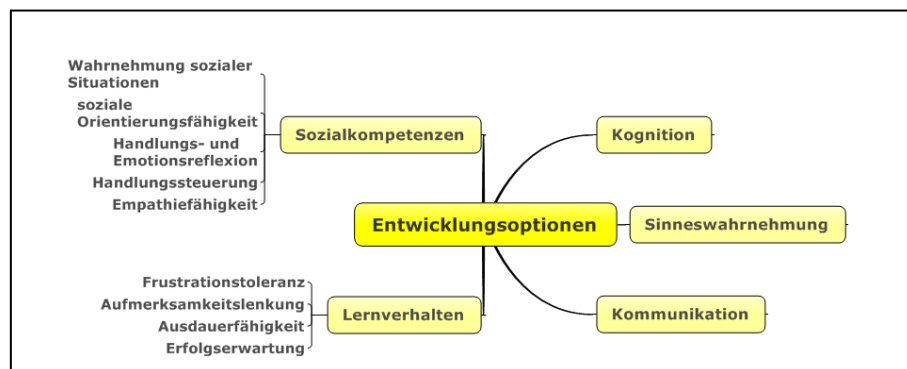 Wahrnehmung sozialer
Situationen
soziale
Orientierungsfähigkeit
Handlungs- und
Emotionsreflexion
Handlungssteuerung
Empathiefähigkeit
Sozialkompetenzen
Kognition
Entwicklungsoptionen
Sinneswahrnehmung
Frustrationstoleranz
Aufmerksamkeitslenkung
Ausdauerfähigkeit
Erfolgserwartung
Lernverhalten
Kommunikation